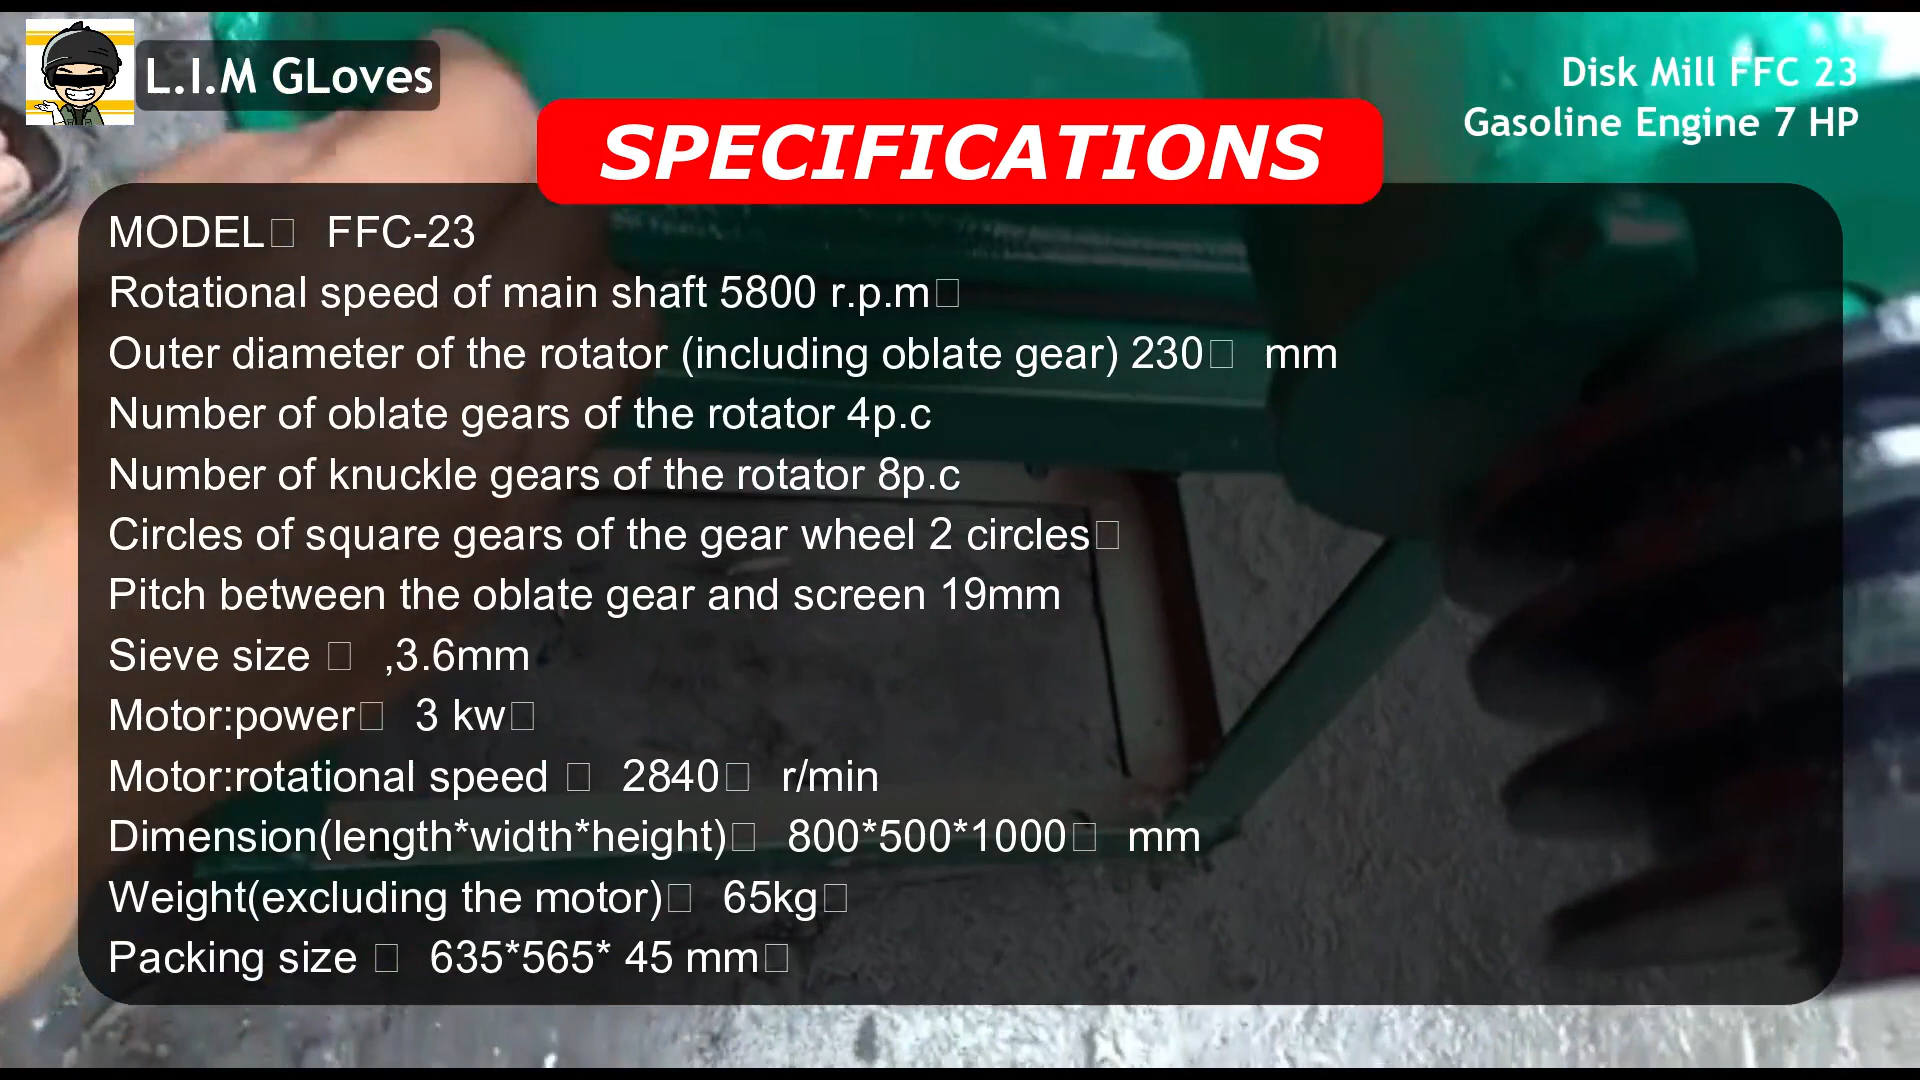 L.I.M GLoves
Disk Mill FFC 23
Gasoline Engine 7 HP
SPECIFICATIONS
MODEL□ FFC-23
Rotational speed of main shaft 5800 r.p.m□
Outer diameter of the rotator (including oblate gear) 230□ mm
Number of oblate gears of the rotator 4p.c
Number of knuckle gears of the rotator 8p.c
Circles of square gears of the gear wheel 2 circles□
Pitch between the oblate gear and screen 19mm
Sieve size □ ,3.6mm
Motor:power□ 3 kw□
Motor:rotational speed □ 2840□ r/min
Dimension(length*width*height)□ 800*500*1000□ mm
Weight(excluding the motor)□ 65kg□
Packing size □ 635*565* 45 mm□